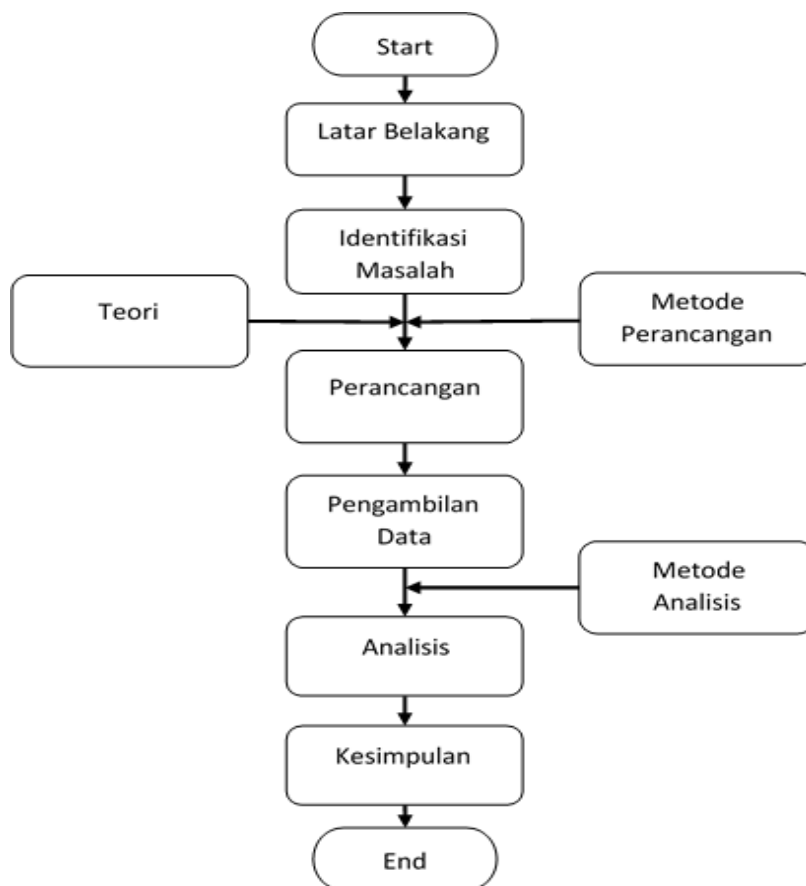 Start
Latar Belakang
Identifikasi
Masalah
Teori
Metode
Perancangan
Perancangan
Pengambilan
Data
Metode
Analisis
Analisis
Kesimpulan
End